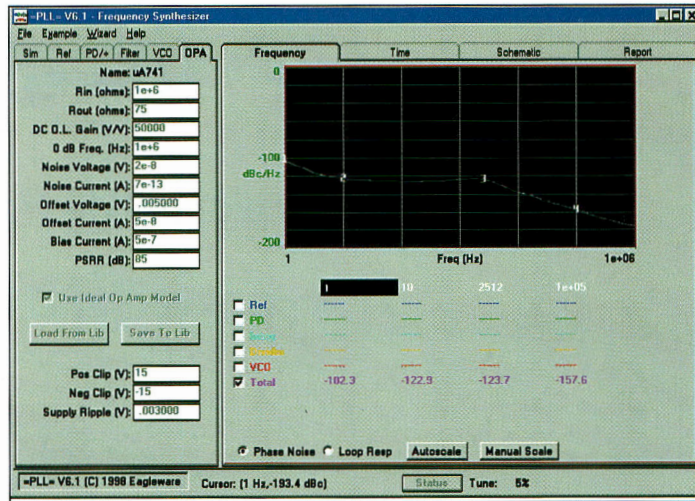 =PLL= V6.1 - Frequency Synthesizer
File Example Wizard Help
Sim Ref PD/÷ Filter VCO OPA
Name: uA741
Rin (ohms): 1e+6
Rout (ohms): 75
DC O.L. Gain (V/V): 50000
0 dB Freq. (Hz): 1e+6
Noise Voltage (V): 2e-8
Noise Current (A): 7e-13
Offset Voltage (V): .005000
Offset Current (A): 5e-8
Bias Current (A): 5e-7
PSRR (dB): 85
Use Ideal Op Amp Model
Load From Lib Save To Lib
Pos Clip (V): 15
Neg Clip (V): -15
Supply Ripple (V): .003000
Frequency Time Schematic Report
0
-100
dBc/Hz
-200
1 2 3 4
1 Freq (Hz) 1e+06
1 10 2512 1e+05
Ref ----- ----- ----- -----
PD ----- ----- ----- -----
----- ----- ----- -----
----- ----- ----- -----
VCO ----- ----- ----- -----
Total -102.3 -122.9 -123.7 -157.6
Phase Noise Loop Resp Autoscale Manual Scale
=PLL= V6.1 (C) 1998 Eagleware Cursor: (1 Hz,-193.4 dBc) Status Tune: 5%